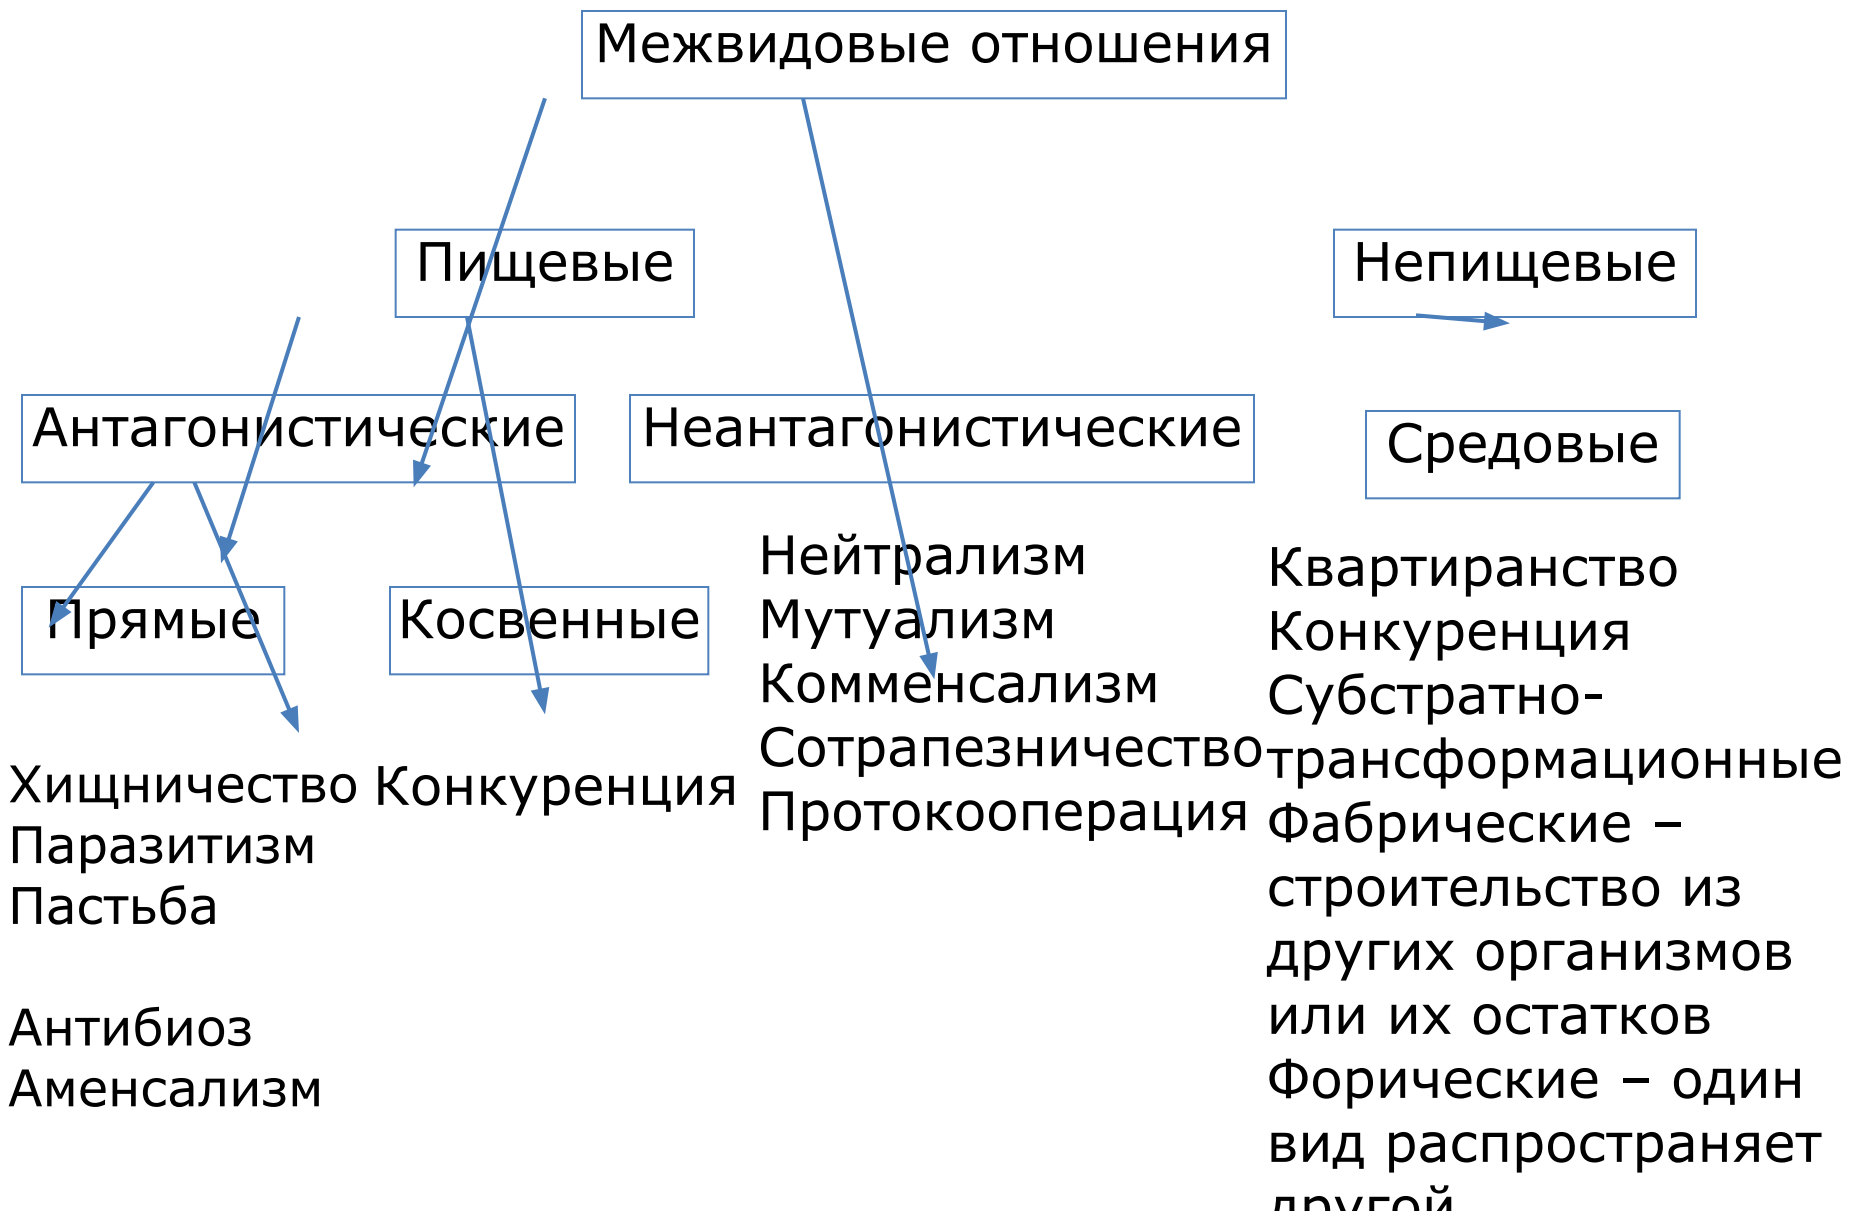 Межвидовые отношения
Пищевые
Непищевые
Антагонистические
Неантагонистические
Средовые
Прямые
Косвенные
Хищничество
Паразитизм
Пастьба
Антибиоз
Аменсализм
Конкуренция
Нейтрализм
Мутуализм
Комменсализм
Сотрапезничество
Протокооперация
Квартиранство
Конкуренция
Субстратно-
трансформационные
Фабрические –
строительство из
других организмов
или их остатков
Форические – один
вид распространяет
другой